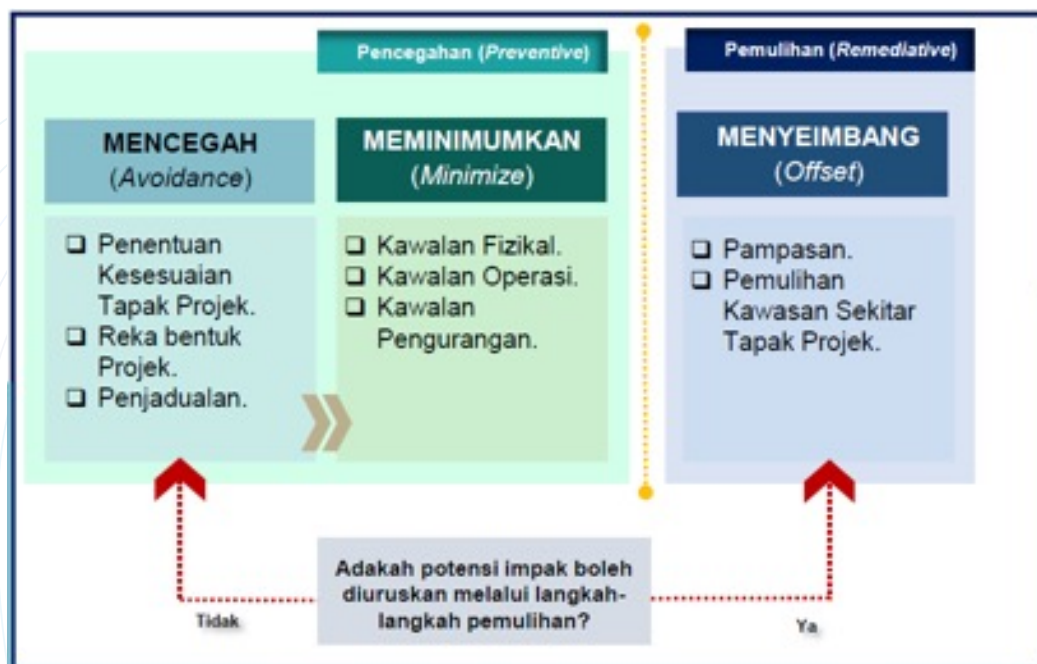 Pencegahan (Preventive)
Pemulihan (Remediative)
MENCEGAH
(Avoidance)
MEMINIMUMKAN
(Minimize)
MENYEIMBANG
(Offset)
❑ Penentuan
Kesesuaian
Tapak Projek.
❑ Reka bentuk
Projek.
❑ Penjadualan.
❑ Kawalan Fizikal.
❑ Kawalan Operasi.
❑ Kawalan
Pengurangan.
❑ Pampasan.
❑ Pemulihan
Kawasan Sekitar
Tapak Projek.
Adakah potensi impak boleh
diuruskan melalui langkah-
langkah pemulihan?
Tidak
Ya